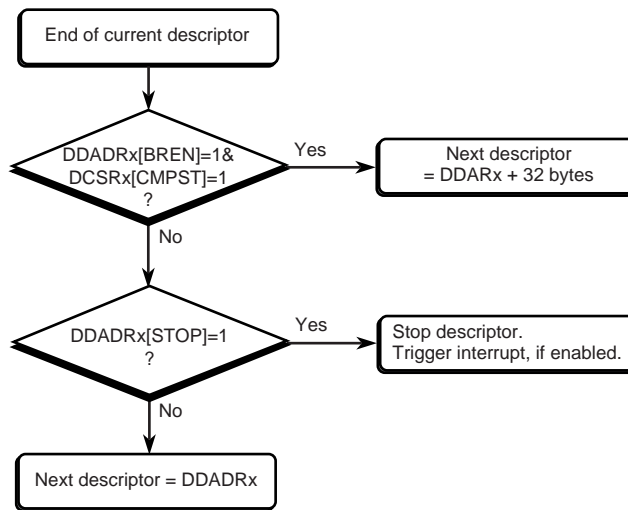 End of current descriptor
DDADRx[BREN]=1&
DCSRx[CMPST]=1
?
Yes
Next descriptor
= DDARx + 32 bytes
No
DDADRx[STOP]=1
?
Yes
Stop descriptor.
Trigger interrupt, if enabled.
No
Next descriptor = DDADRx